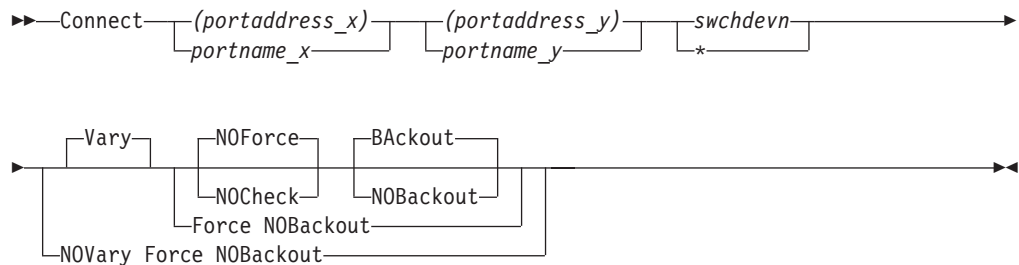 Connect (portaddress_x) (portaddress_y) swchdevn
portname_x portname_y *
Vary NOForce BAckout
NOCheck NOBackout
Force NOBackout
NOVary Force NOBackout